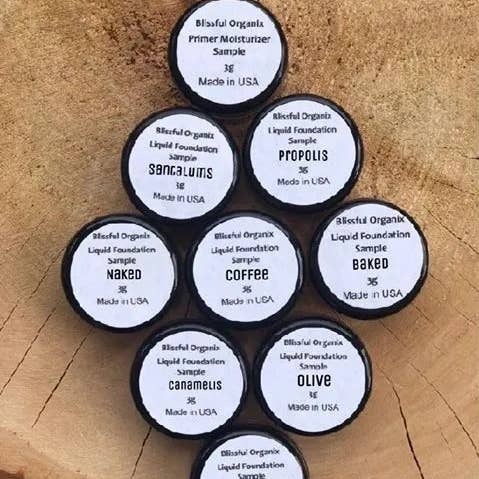 Blissful Organix
Primer Moisturizer
Sample
3g
Made in USA
Blissful Organix
Liquid Foundation
Sample
Santalums
3g
Made in USA
Blissful Organix
Liquid Foundation
Sample
Propolis
3g
Made in USA
Blissful Organix
Liquid Foundation
Sample
Naked
3g
Made in USA
Blissful Organix
Liquid Foundation
Sample
Coffee
3g
Made in USA
Blissful Organix
Liquid Foundation
Sample
Baked
3g
Made in USA
Blissful Organix
Liquid Foundation
Sample
Canamelis
3g
Made in USA
Blissful Organix
Liquid Foundation
Sample
Olive
3g
Made in USA
Blissful Organix
Liquid Foundation